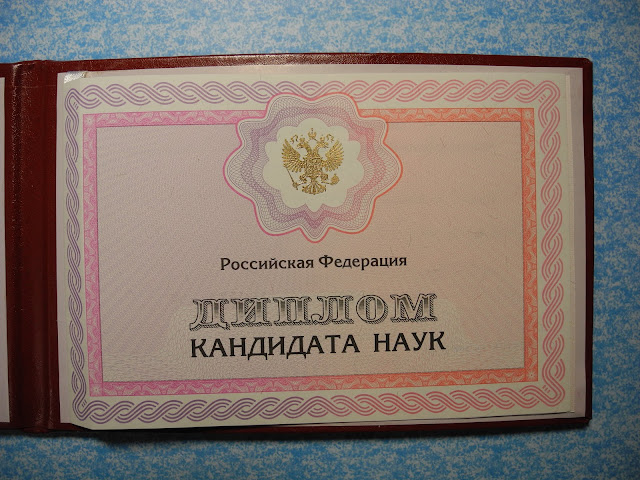 Российская Федерация
ДИПЛОМ
КАНДИДАТА НАУК